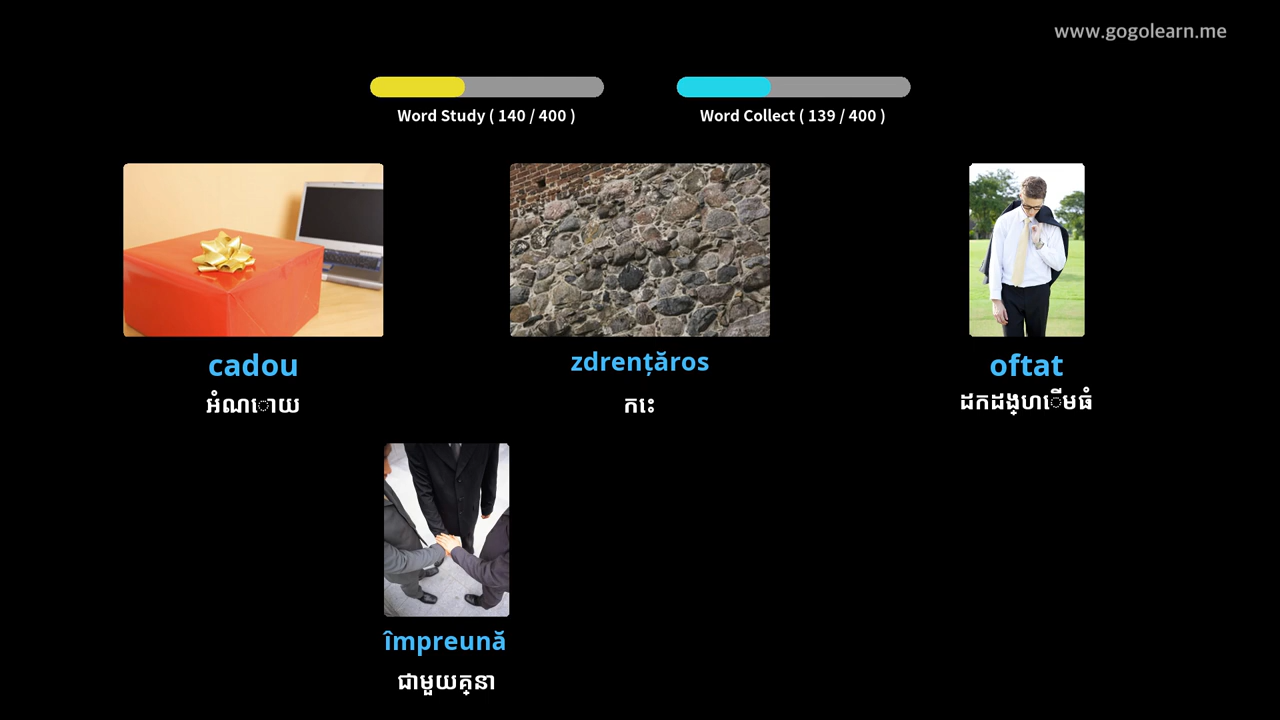 www.gogolearn.me
Word Study ( 140 / 400 )
Word Collect ( 139 / 400 )
cadou
zdrențăros
oftat
អំណោយ
កេះ
ដកដង្ហើមធំ
împreună
ជាមួយគ្នា